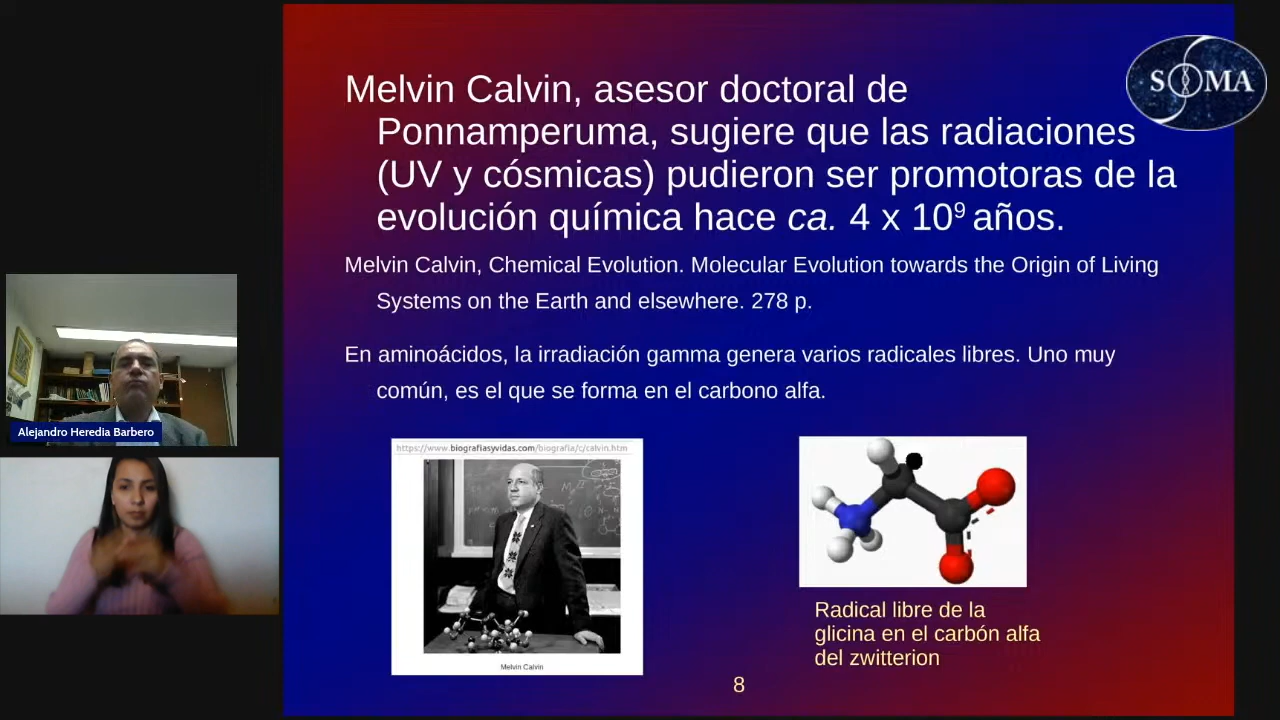 Melvin Calvin, asesor doctoral de
Ponnamperuma, sugiere que las radiaciones
(UV y cósmicas) pudieron ser promotoras de la
evolución química hace ca. 4 x 10⁹ años.
Melvin Calvin, Chemical Evolution. Molecular Evolution towards the Origin of Living
Systems on the Earth and elsewhere. 278 p.
En aminoácidos, la irradiación gamma genera varios radicales libres. Uno muy
común, es el que se forma en el carbono alfa.
https://www.biografiasyvidas.com/biografia/c/calvin.htm
Melvin Calvin
Radical libre de la
glicina en el carbón alfa
del zwitterion
8
SOMA
Alejandro Heredia Barbero